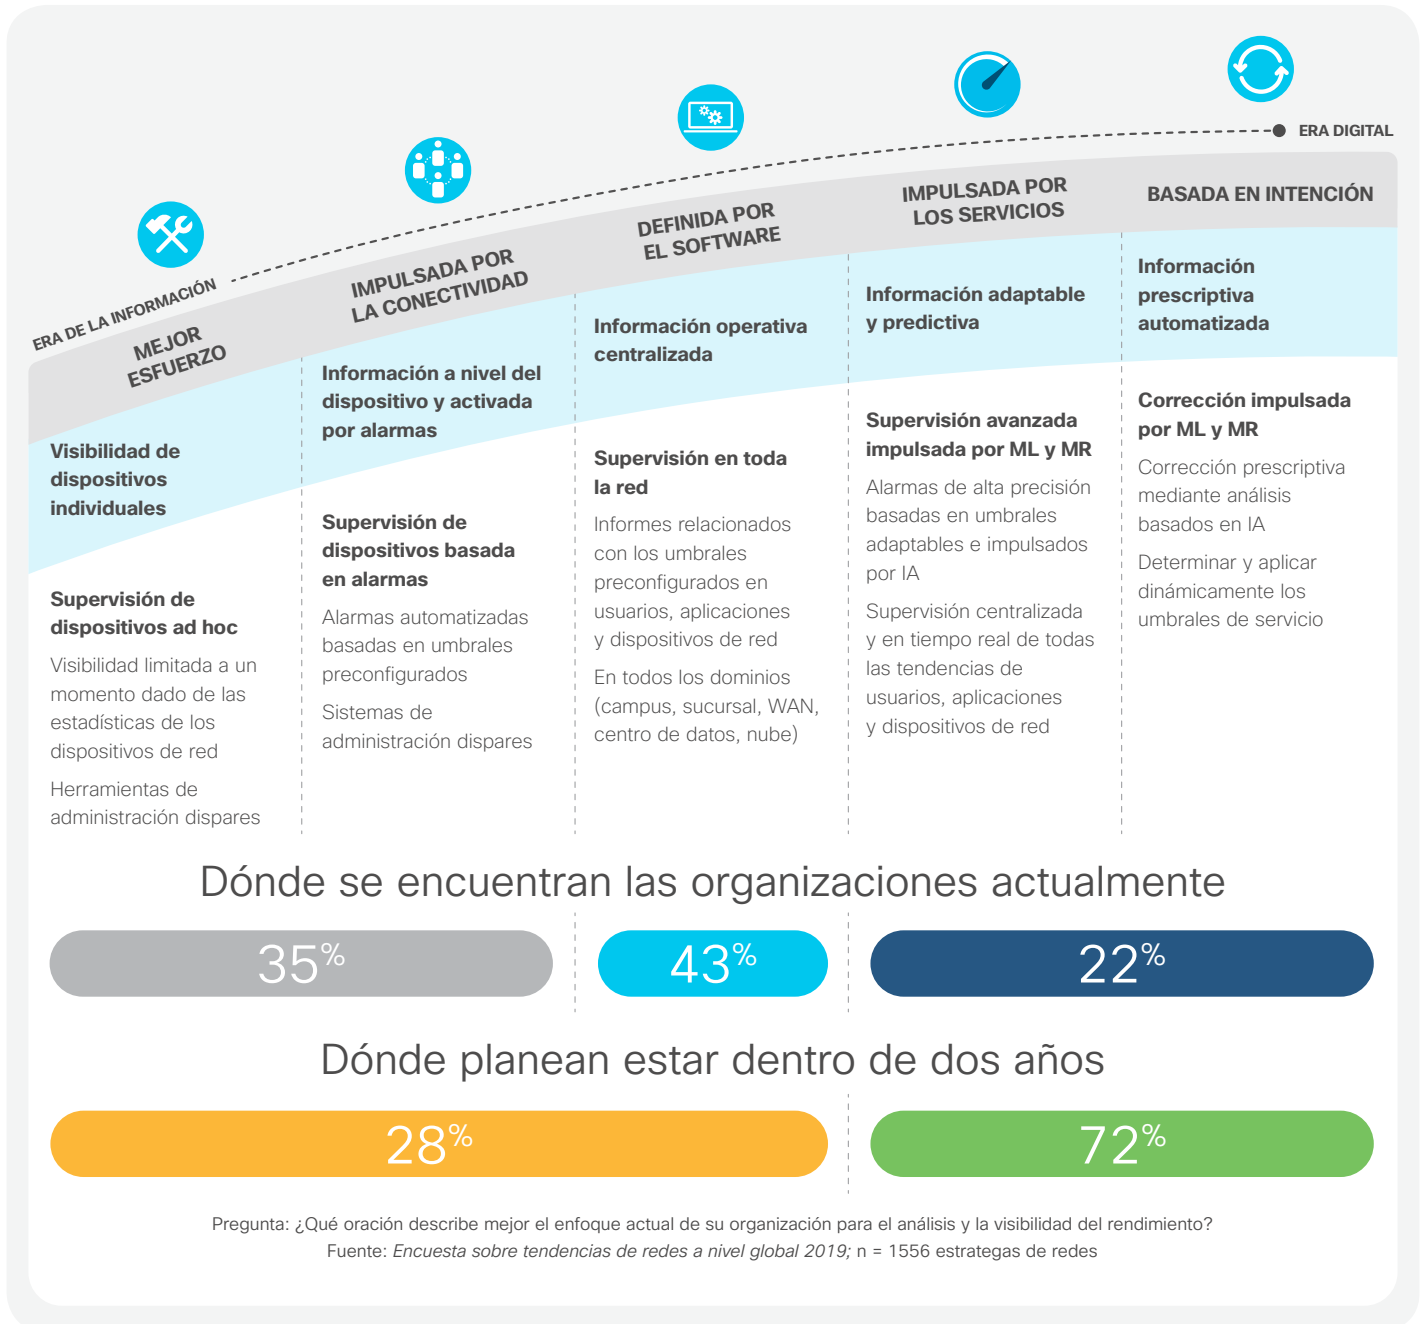 ERA DIGITAL
ERA DE LA INFORMACIÓN
MEJOR
ESFUERZO
Visibilidad de
dispositivos
individuales
Supervisión de
dispositivos ad hoc
Visibilidad limitada a un
momento dado de las
estadísticas de los
dispositivos de red
Herramientas de
administración dispares
IMPULSADA POR
LA CONECTIVIDAD
Información a nivel del
dispositivo y activada
por alarmas
Supervisión de
dispositivos basada
en alarmas
Alarmas automatizadas
basadas en umbrales
preconfigurados
Sistemas de
administración dispares
DEFINIDA POR
EL SOFTWARE
Información operativa
centralizada
Supervisión en toda
la red
Informes relacionados
con los umbrales
preconfigurados en
usuarios, aplicaciones
y dispositivos de red
En todos los dominios
(campus, sucursal, WAN,
centro de datos, nube)
IMPULSADA POR
LOS SERVICIOS
Información adaptable
y predictiva
Supervisión avanzada
impulsada por ML y MR
Alarmas de alta precisión
basadas en umbrales
adaptables e impulsados
por IA
Supervisión centralizada
y en tiempo real de todas
las tendencias de
usuarios, aplicaciones
y dispositivos de red
BASADA EN INTENCIÓN
Información
prescriptiva
automatizada
Corrección impulsada
por ML y MR
Corrección prescriptiva
mediante análisis
basados en IA
Determinar y aplicar
dinámicamente los
umbrales de servicio
Dónde se encuentran las organizaciones actualmente
35%
43%
22%
Dónde planean estar dentro de dos años
28%
72%
Pregunta: ¿Qué oración describe mejor el enfoque actual de su organización para el análisis y la visibilidad del rendimiento?
Fuente: Encuesta sobre tendencias de redes a nivel global 2019; n = 1556 estrategas de redes